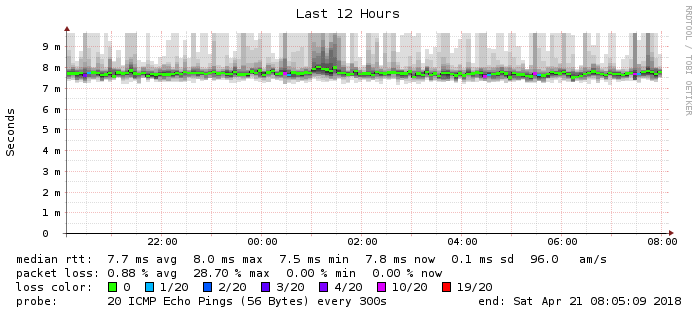 Last 12 Hours
RRDTOOL / TOBI OETIKER
Seconds
9 m
8 m
7 m
6 m
5 m
4 m
3 m
2 m
1 m
0
22:00 00:00 02:00 04:00 06:00 08:00
median rtt: 7.7 ms avg 8.0 ms max 7.5 ms min 7.8 ms now 0.1 ms sd 96.0 am/s
packet loss: 0.88 % avg 28.70 % max 0.00 % min 0.00 % now
loss color: 0 1/20 2/20 3/20 4/20 10/20 19/20
probe: 20 ICMP Echo Pings (56 Bytes) every 300s end: Sat Apr 21 08:05:09 2018